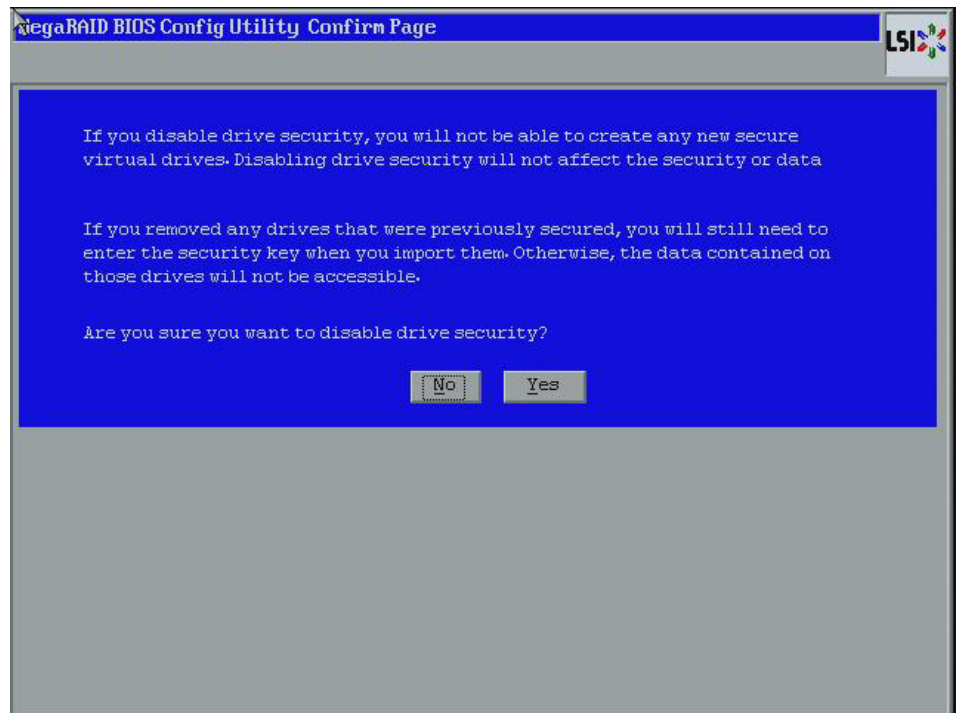 MegaRAID BIOS Config Utility Confirm Page
LSI
If you disable drive security, you will not be able to create any new secure
virtual drives. Disabling drive security will not affect the security or data
If you removed any drives that were previously secured, you will still need to
enter the security key when you import them. Otherwise, the data contained on
those drives will not be accessible.
Are you sure you want to disable drive security?
No Yes